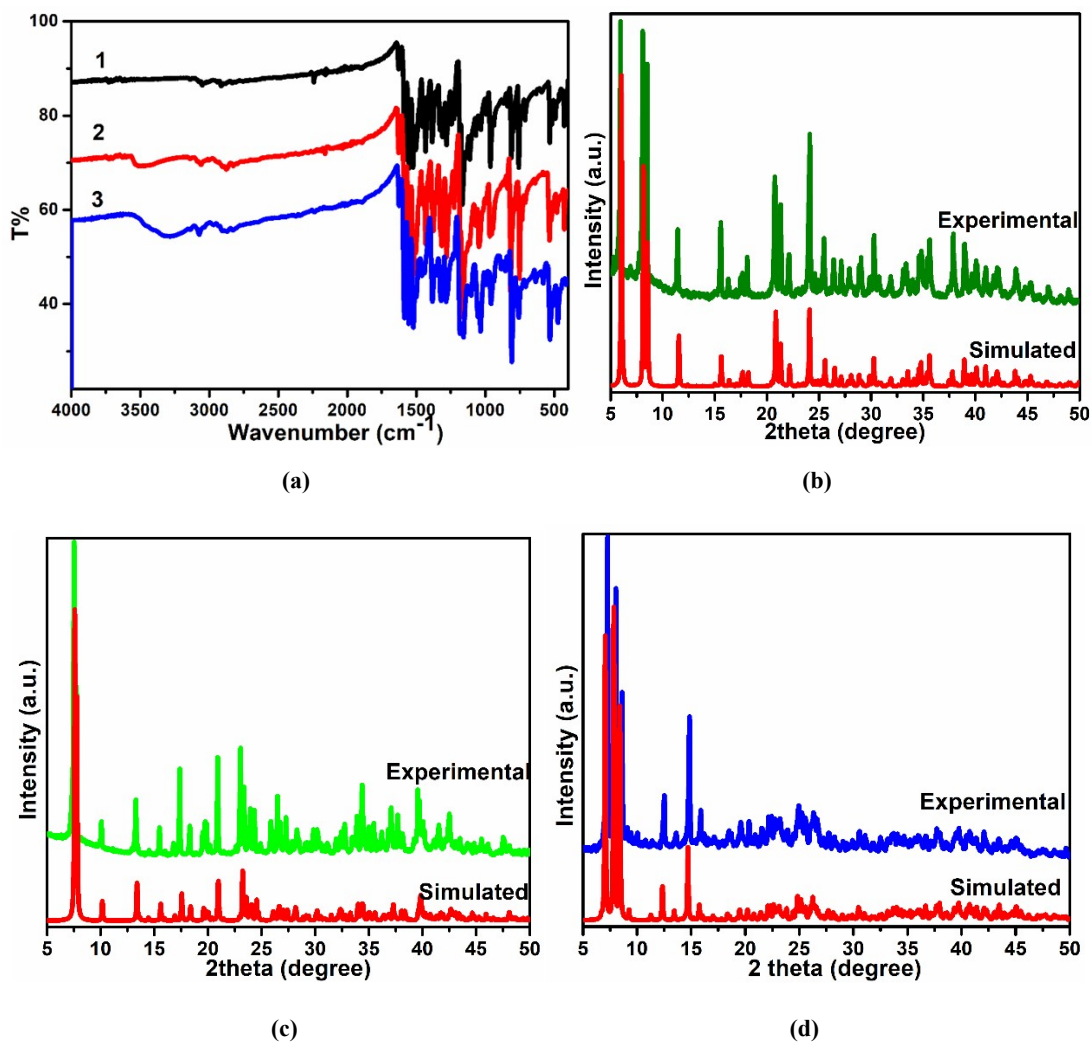 100
80
60
40
T%
1
2
3
4000 3500 3000 2500 2000 1500 1000 500
Wavenumber (cm-1)
(a)
Intensity (a.u.)
Experimental
Simulated
5 10 15 20 25 30 35 40 45 50
2theta (degree)
(b)
Intensity (a.u.)
Experimental
Simulated
5 10 15 20 25 30 35 40 45 50
2theta (degree)
(c)
Intensity (a.u.)
Experimental
Simulated
5 10 15 20 25 30 35 40 45 50
2 theta (degree)
(d)